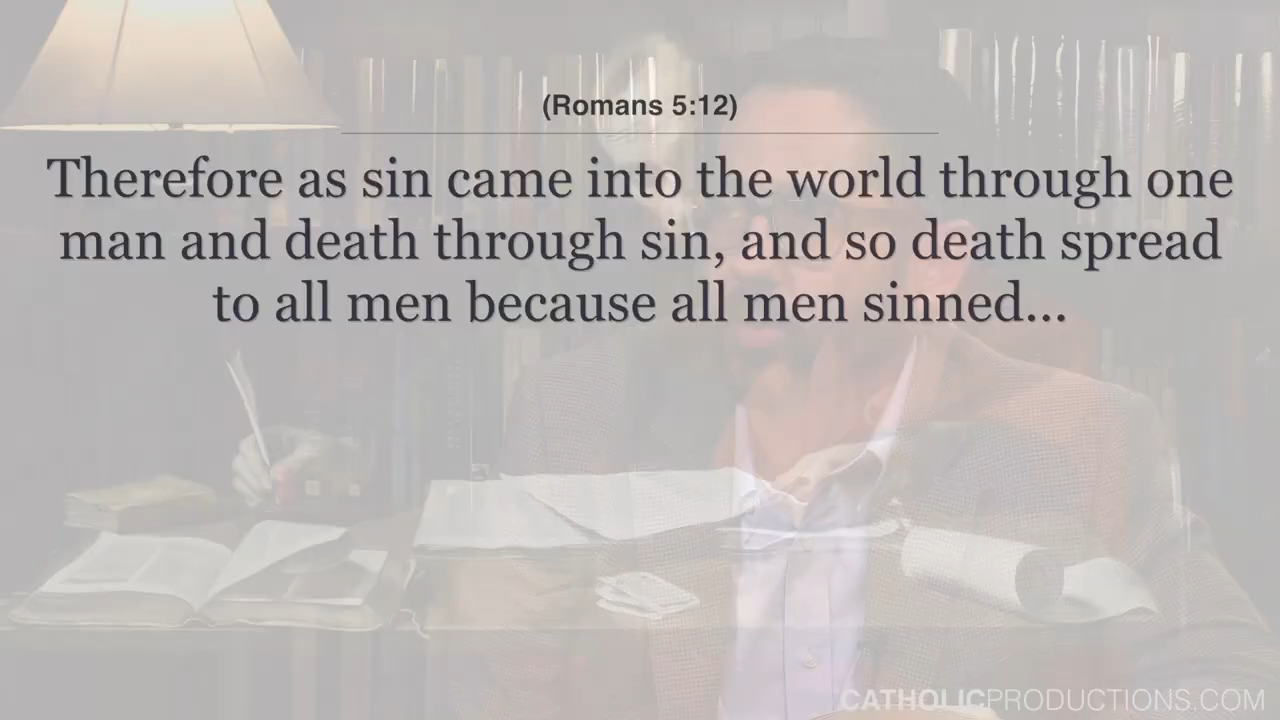 (Romans 5:12)
Therefore as sin came into the world through one
man and death through sin, and so death spread
to all men because all men sinned...
CATHOLICPRODUCTIONS.COM